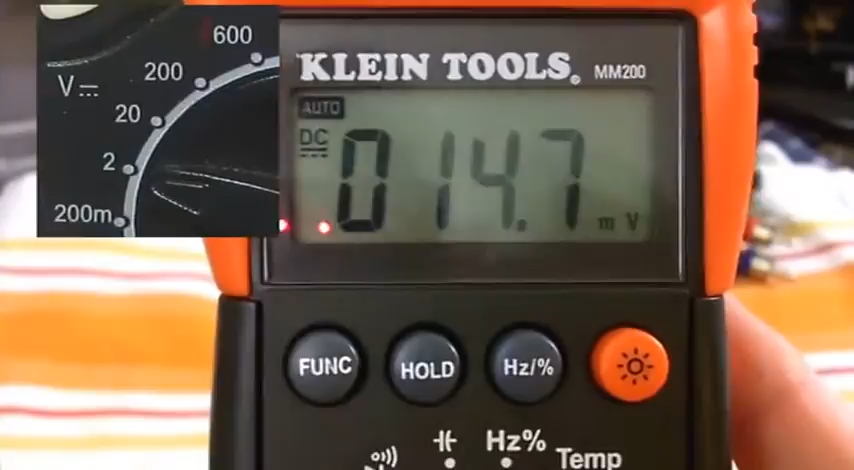 600
200
V
20
2
200m
KLEIN TOOLS® MM200
AUTO
DC
014.7 mV
FUNC HOLD Hz/%
Hz% Temp